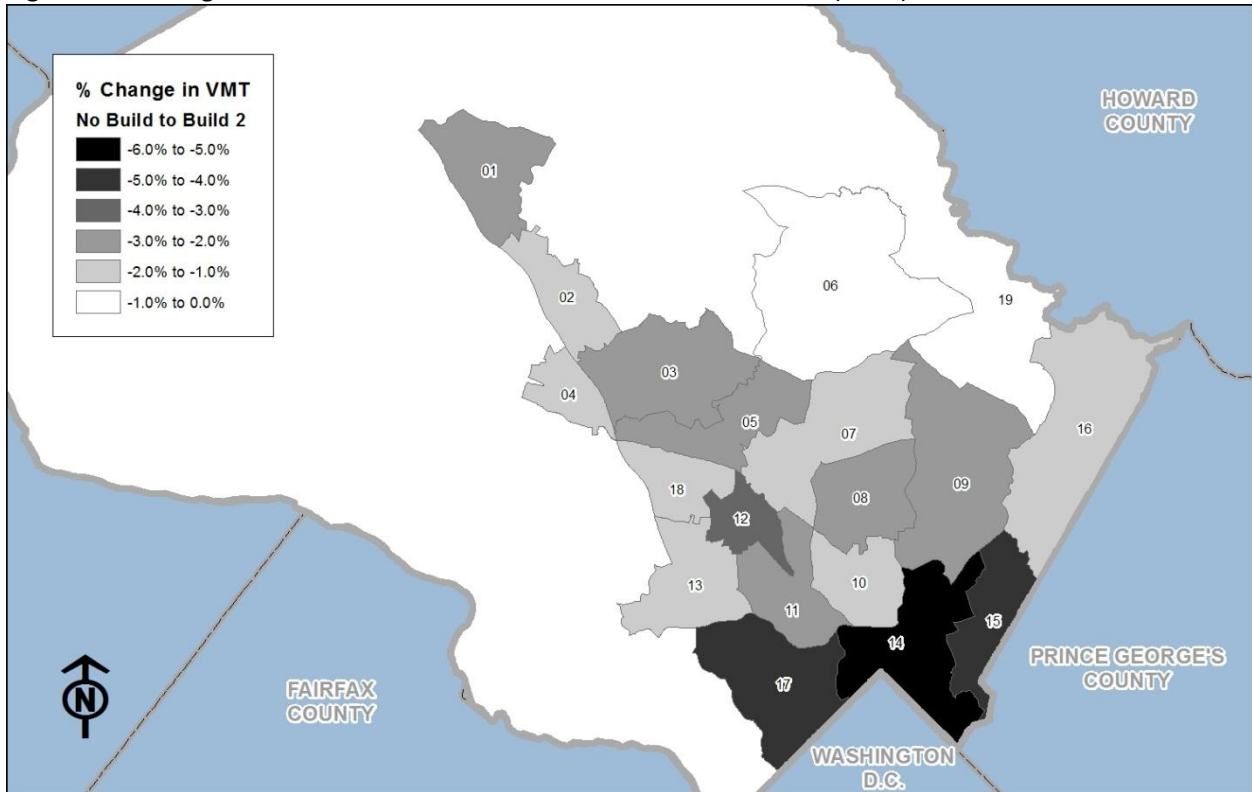 % Change in VMT
No Build to Build 2
-6.0% to -5.0%
-5.0% to -4.0%
-4.0% to -3.0%
-3.0% to -2.0%
-2.0% to -1.0%
-1.0% to 0.0%
HOWARD
COUNTY
01
02
06
19
03
04
05
07
16
18
08
09
12
13
11
10
15
14
17
N
FAIRFAX
COUNTY
PRINCE GEORGE'S
COUNTY
WASHINGTON
D.C.